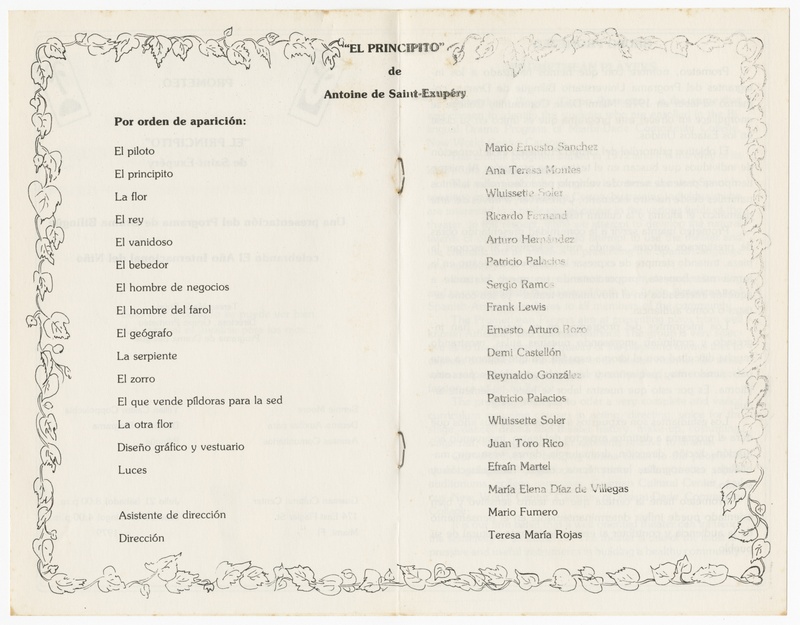 "EL PRINCIPITO"
de
Antoine de Saint-Exupéry
Por orden de aparición:
El piloto
El principito
La flor
El rey
El vanidoso
El bebedor
El hombre de negocios
El hombre del farol
El geógrafo
La serpiente
El zorro
El que vende píldoras para la sed
La otra flor
Diseño gráfico y vestuario
Luces
Asistente de dirección
Dirección
Mario Ernesto Sanchez
Ana Teresa Montes
Wluissette Soler
Ricardo
Arturo Hernández
Patricio Palacios
Sergio Ramos
Frank Lewis
Ernesto Arturo
Demi Castellón
Reynaldo González
Patricio Palacios
Wluissette Soler
Juan Toro Rico
Efraín Martel
María Elena Díaz de Villegas
Mario Fumero
Teresa María Rojas